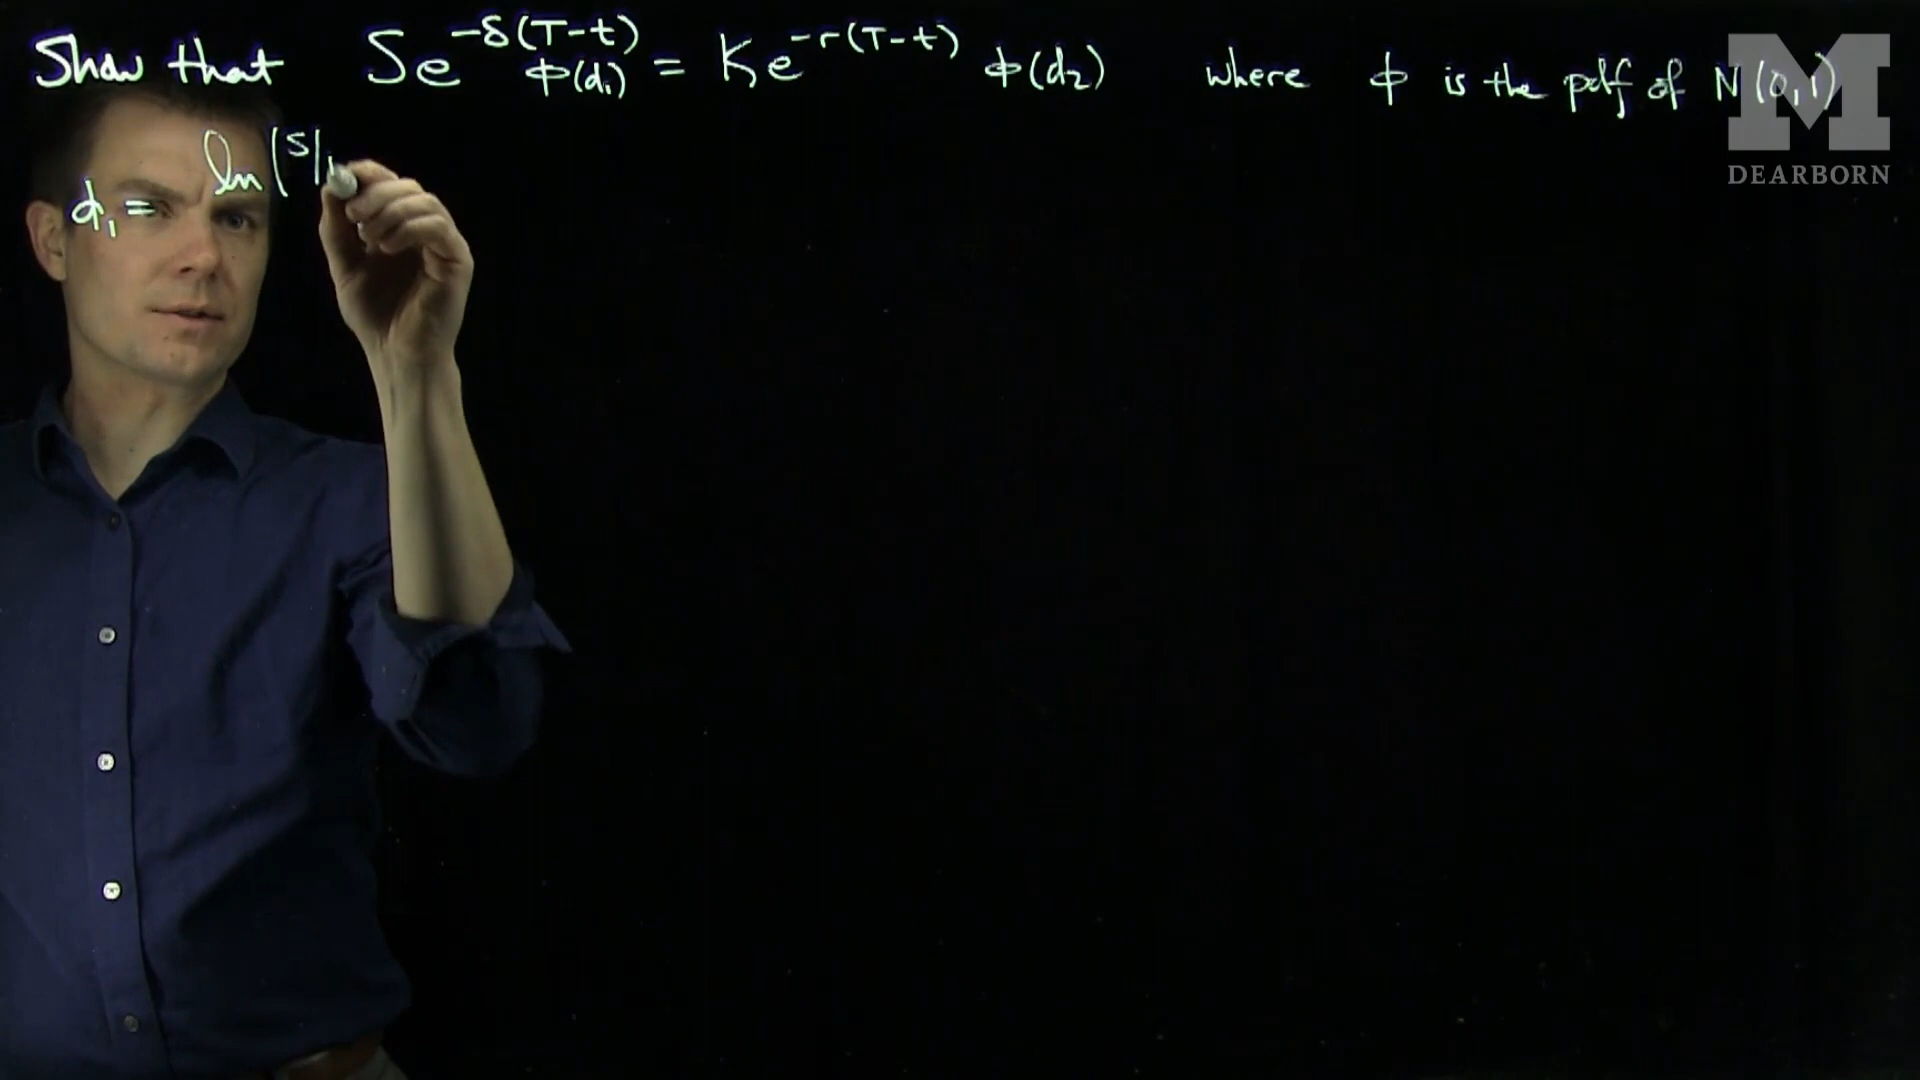 Show that Se^{-δ(T-t)} φ(d₁) = Ke^{-r(T-t)} φ(d₂) where φ is the pdf of N(0,1)
d₁ = ln(S/
M
DEARBORN